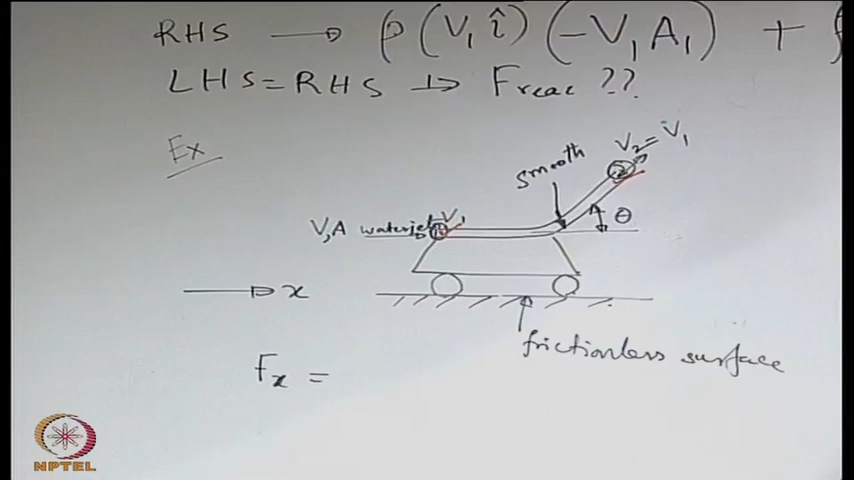 RHS → ρ(V₁î)(-V₁A₁) +
LHS = RHS → Freac ??
Ex
smooth
V₂ = V₁
V,A waterjet
V₁
θ
→ x
frictionless surface
Fx =
NPTEL